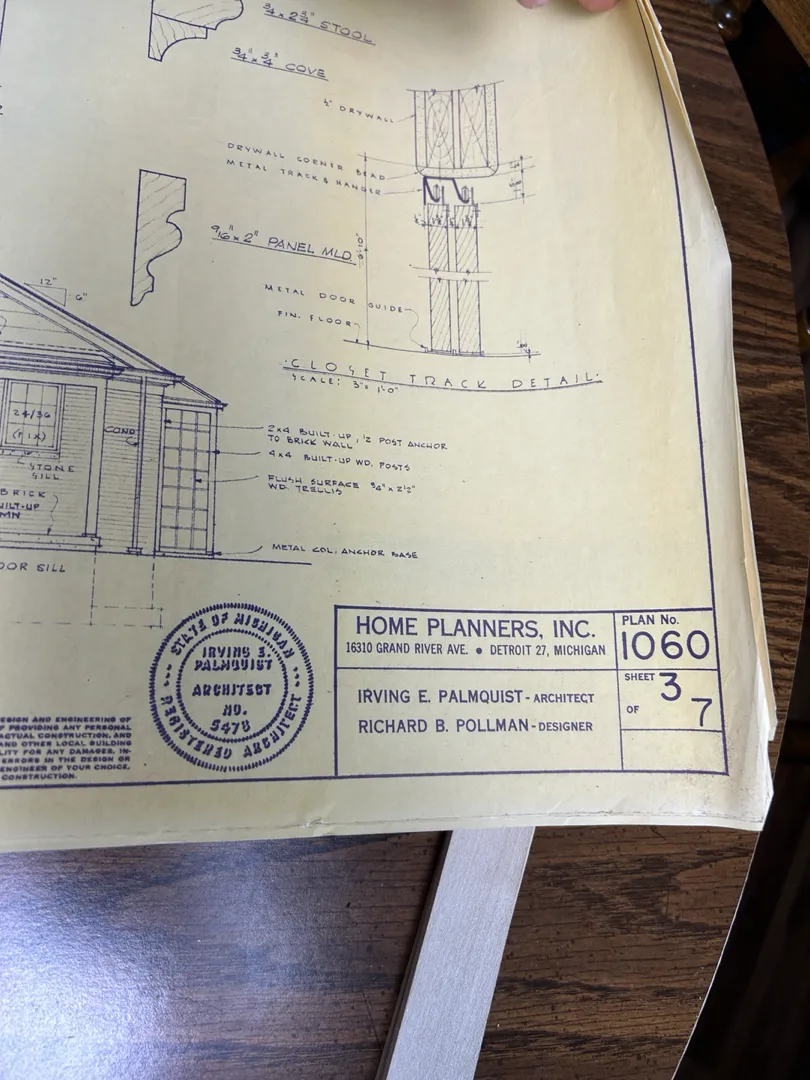 3/4" x 2 3/4" STOOL
3/4" x 3/4" COVE
1/2" DRYWALL
DRYWALL CORNER BEAD
METAL TRACK & HANGER
9/16" x 2" PANEL MLD.
METAL DOOR GUIDE
FIN. FLOOR
CLOSET TRACK DETAIL
SCALE: 3" = 1'-0"
12"
6"
24/36
(FIX)
COND.
STONE
SILL
BRICK
BUILT-UP
2x4 BUILT-UP, 1/2 POST ANCHOR
TO BRICK WALL
4x4 BUILT-UP WD. POSTS
FLUSH SURFACE 3/4" x 2 1/2"
WD. TRELLIS
METAL COL. ANCHOR BASE
OOR SILL
STATE OF MICHIGAN
IRVING E.
PALMQUIST
ARCHITECT
NO.
5478
REGISTERED ARCHITECT
ESIGN AND ENGINEERING OF
PROVIDING ANY PERSONAL
ACTUAL CONSTRUCTION, AND
AND OTHER LOCAL BUILDING
LITY FOR ANY DAMAGES, IN-
ERRORS IN THE DESIGN OR
ENGINEER OF YOUR CHOICE,
CONSTRUCTION.
HOME PLANNERS, INC.
16310 GRAND RIVER AVE. • DETROIT 27, MICHIGAN
IRVING E. PALMQUIST - ARCHITECT
RICHARD B. POLLMAN - DESIGNER
PLAN No.
1060
SHEET 3
OF 7